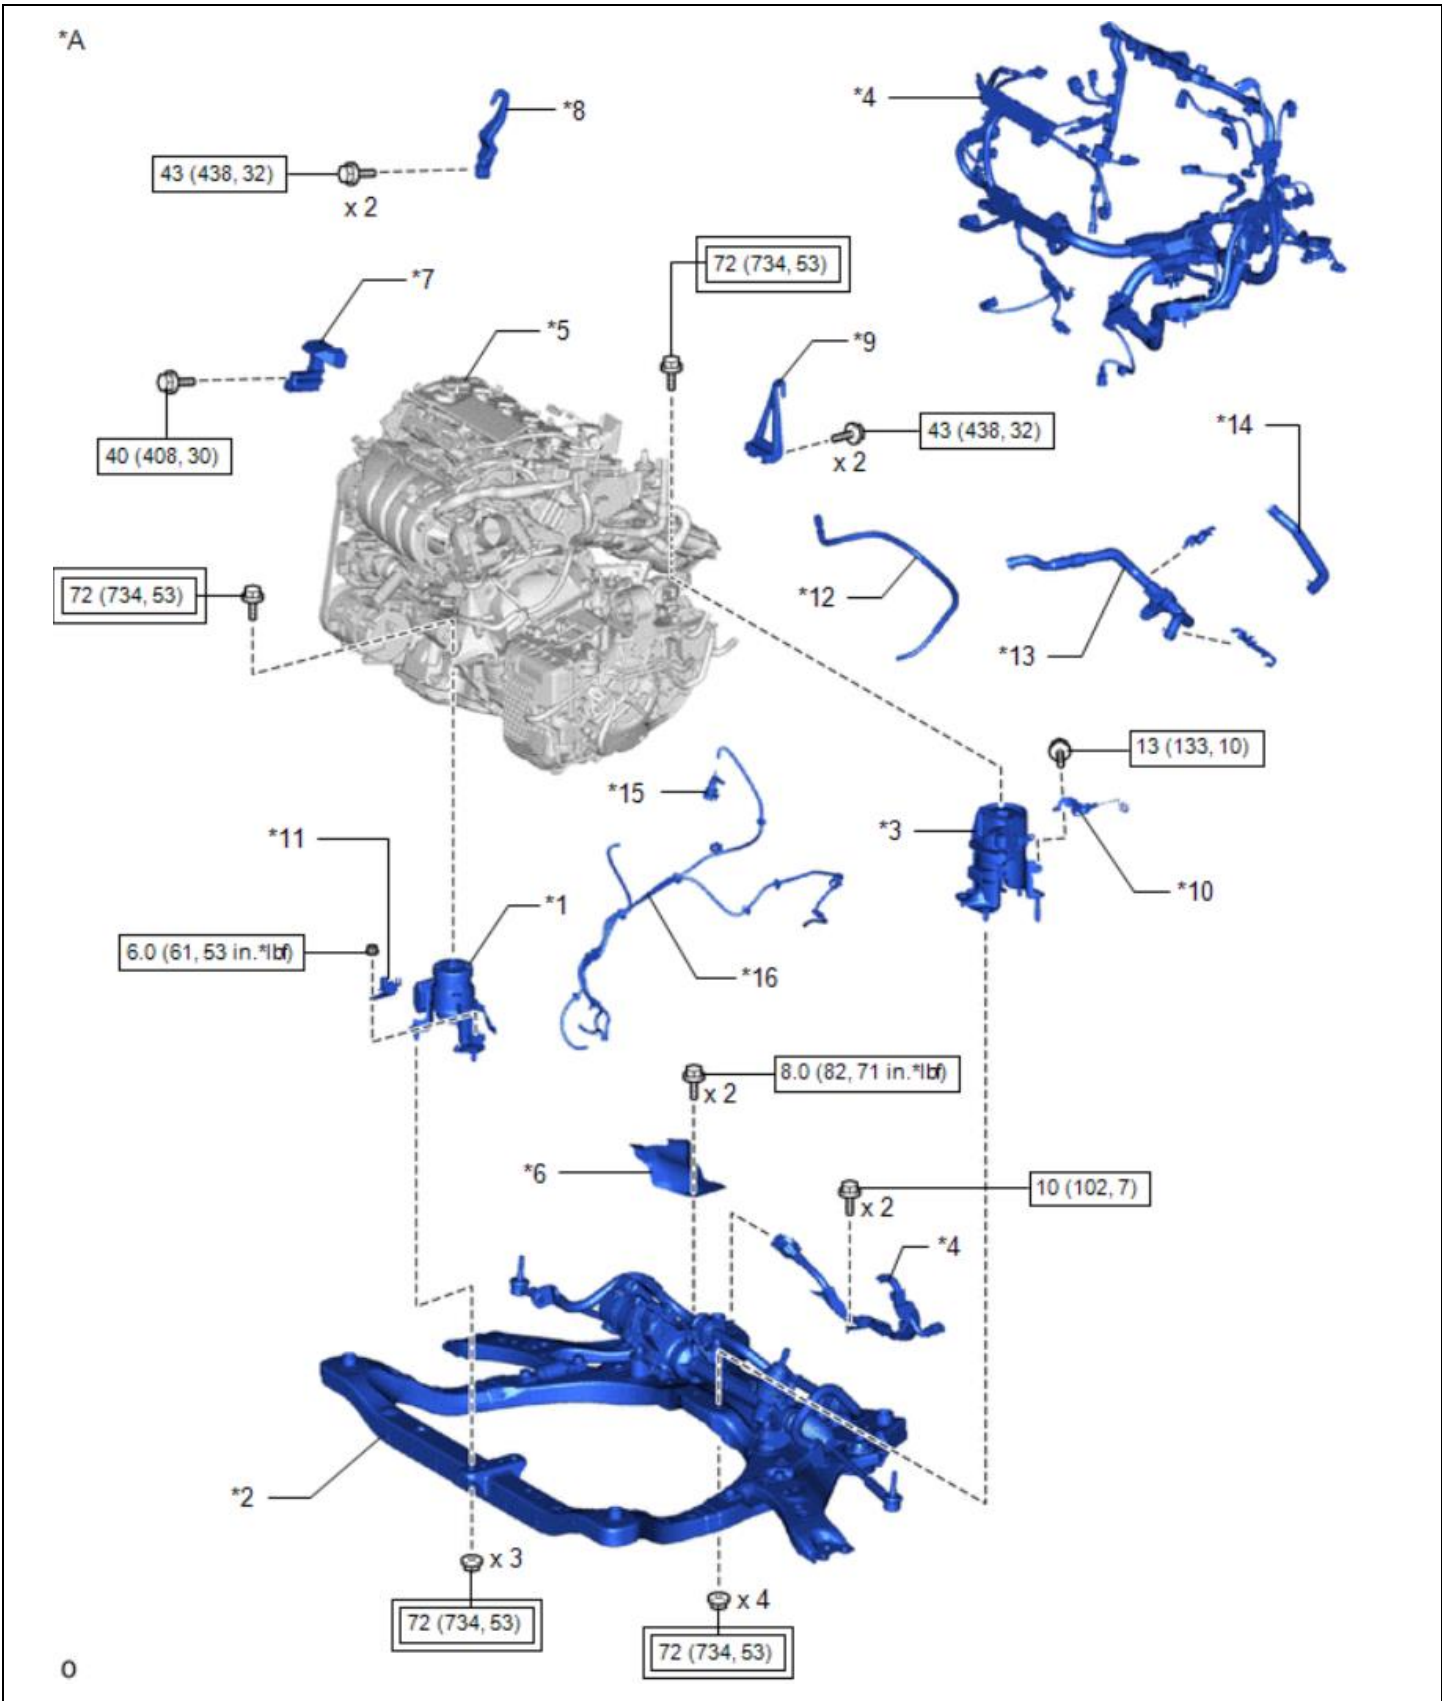 *A
*8
*4
43 (438, 32)
x 2
72 (734, 53)
*7
*5
*9
*14
43 (438, 32)
40 (408, 30)
x 2
72 (734, 53)
*12
*13
13 (133, 10)
*15
*3
*11
*10
*1
6.0 (61, 53 in.*lbf)
*16
8.0 (82, 71 in.*lbf)
x 2
*6
10 (102, 7)
x 2
*4
*2
x 3
x 4
72 (734, 53)
72 (734, 53)
o